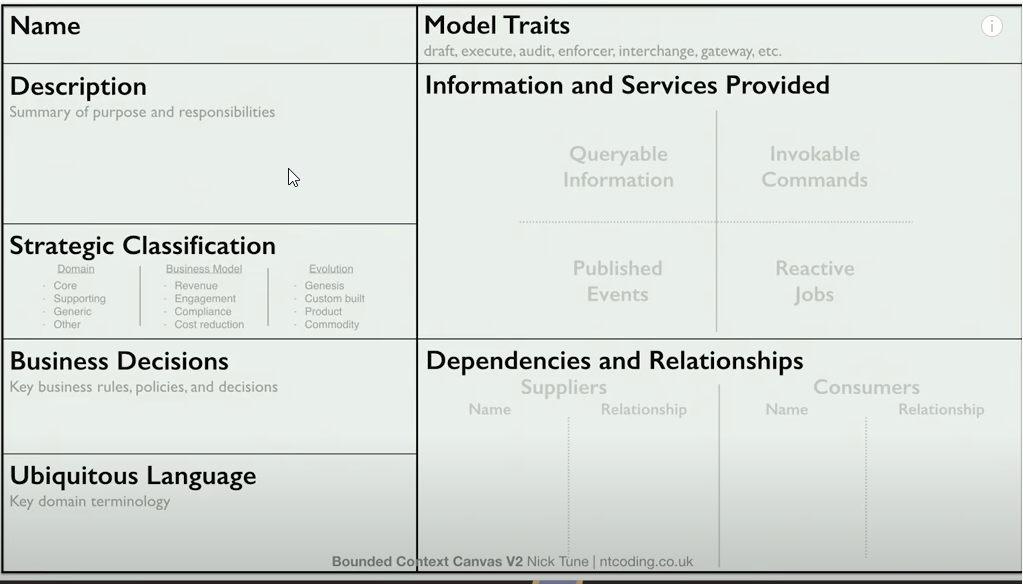 Name
Model Traits
draft, execute, audit, enforcer, interchange, gateway, etc.
i
Description
Summary of purpose and responsibilities
Information and Services Provided
Queryable
Information
Invokable
Commands
Published
Events
Reactive
Jobs
Strategic Classification
Domain
- Core
- Supporting
- Generic
- Other
Business Model
- Revenue
- Engagement
- Compliance
- Cost reduction
Evolution
- Genesis
- Custom built
- Product
- Commodity
Business Decisions
Key business rules, policies, and decisions
Ubiquitous Language
Key domain terminology
Dependencies and Relationships
Suppliers
Name
Relationship
Consumers
Name
Relationship
Bounded Context Canvas V2 Nick Tune | ntcoding.co.uk